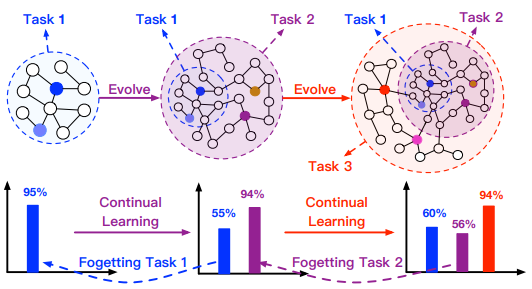 Task 1
Task 1
Task 2
Task 1
Task 2
Evolve
Evolve
Task 3
95%
Continual
Learning
55%
94%
Continual
Learning
60%
56%
94%
Fogetting Task 1
Fogetting Task 2